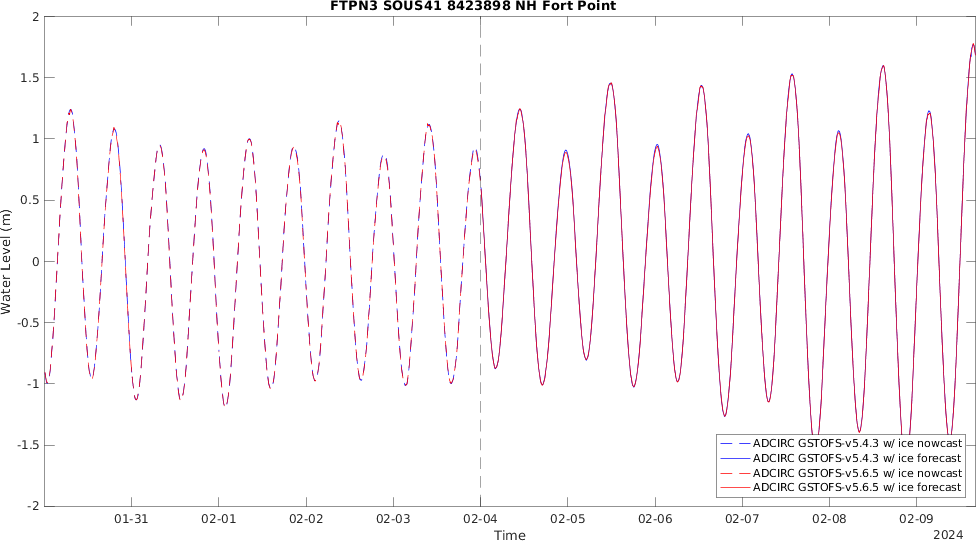 FTPN3 SOUS41 8423898 NH Fort Point
2
1.5
1
0.5
0
-0.5
-1
-1.5
-2
Water Level (m)
01-31 02-01 02-02 02-03 02-04 02-05 02-06 02-07 02-08 02-09
Time
2024
ADCIRC GSTOFS-v5.4.3 w/ ice nowcast
ADCIRC GSTOFS-v5.4.3 w/ ice forecast
ADCIRC GSTOFS-v5.6.5 w/ ice nowcast
ADCIRC GSTOFS-v5.6.5 w/ ice forecast